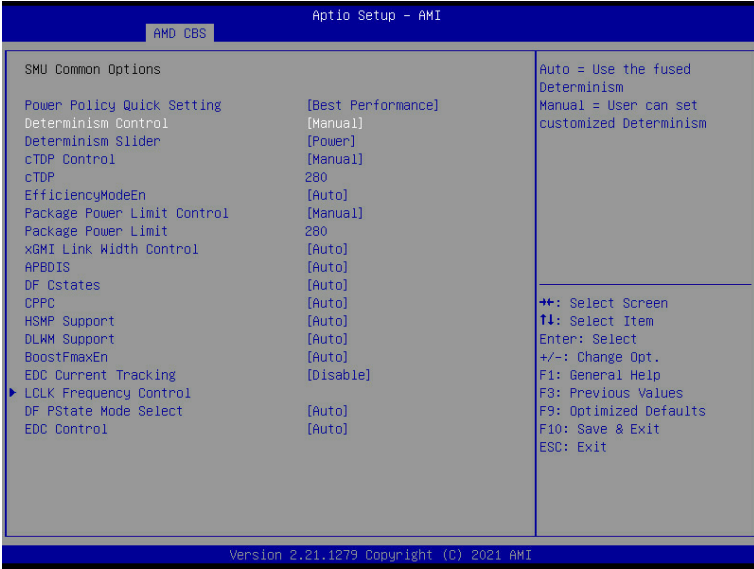 Aptio Setup – AMI
AMD CBS
SMU Common Options
Power Policy Quick Setting [Best Performance]
Determinism Control [Manual]
Determinism Slider [Power]
cTDP Control [Manual]
cTDP 280
EfficiencyModeEn [Auto]
Package Power Limit Control [Manual]
Package Power Limit 280
xGMI Link Width Control [Auto]
APBDIS [Auto]
DF Cstates [Auto]
CPPC [Auto]
HSMP Support [Auto]
DLWM Support [Auto]
BoostFmaxEn [Auto]
EDC Current Tracking [Disable]
LCLK Frequency Control
DF PState Mode Select [Auto]
EDC Control [Auto]
Auto = Use the fused
Determinism
Manual = User can set
customized Determinism
→←: Select Screen
↑↓: Select Item
Enter: Select
+/-: Change Opt.
F1: General Help
F3: Previous Values
F9: Optimized Defaults
F10: Save & Exit
ESC: Exit
Version 2.21.1279 Copyright (C) 2021 AMI